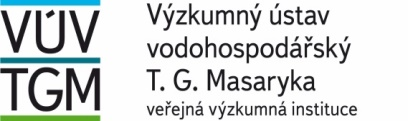 VÚV
TGM
Výzkumný ústav
vodohospodářský
T. G. Masaryka
veřejná výzkumná instituce